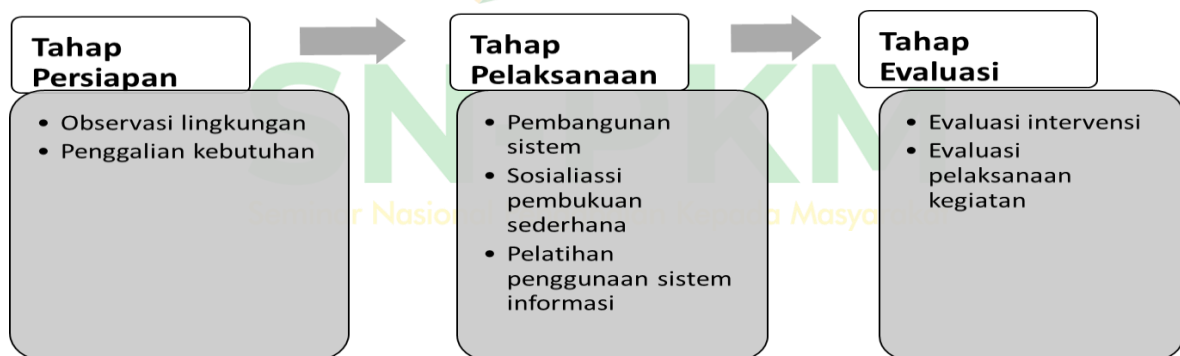 Tahap
Persiapan
• Observasi lingkungan
• Penggalian kebutuhan
Tahap
Pelaksanaan
• Pembangunan
sistem
• Sosialiassi
pembukuan
sederhana
• Pelatihan
penggunaan sistem
informasi
Tahap
Evaluasi
• Evaluasi intervensi
• Evaluasi
pelaksanaan
kegiatan